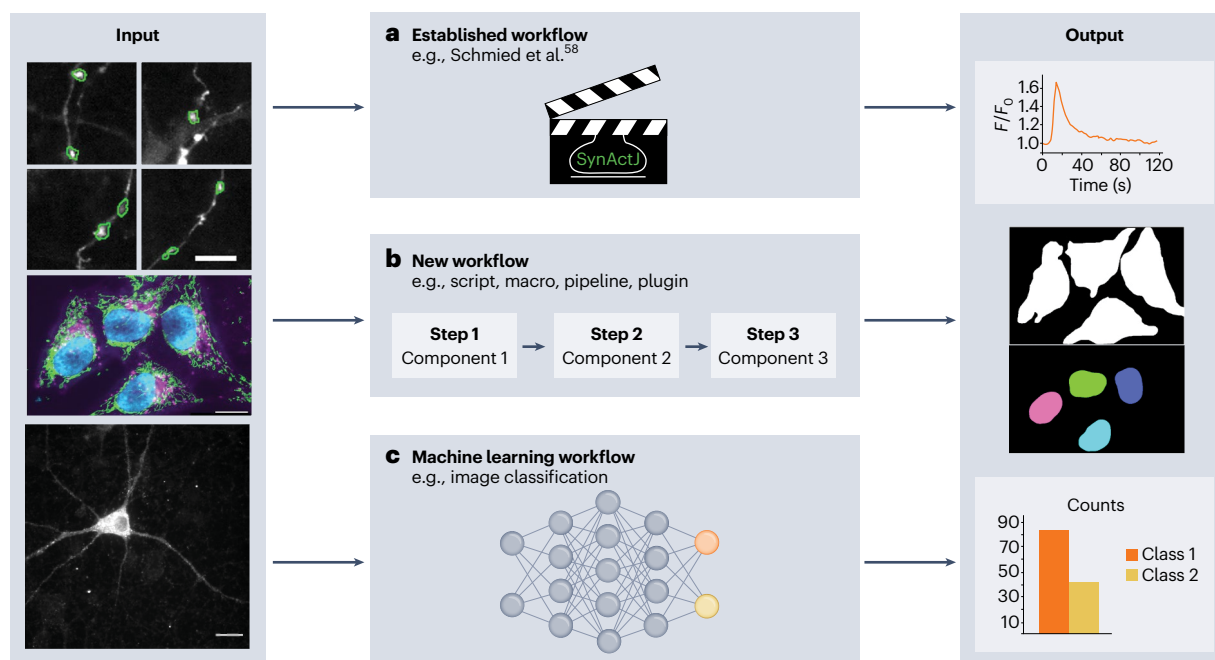 Input
a Established workflow
e.g., Schmied et al.58
SynActJ
b New workflow
e.g., script, macro, pipeline, plugin
Step 1
Component 1
Step 2
Component 2
Step 3
Component 3
c Machine learning workflow
e.g., image classification
Output
F/F0
1.6
1.4
1.2
1.0
0 40 80 120
Time (s)
Counts
90
70
50
30
10
Class 1
Class 2